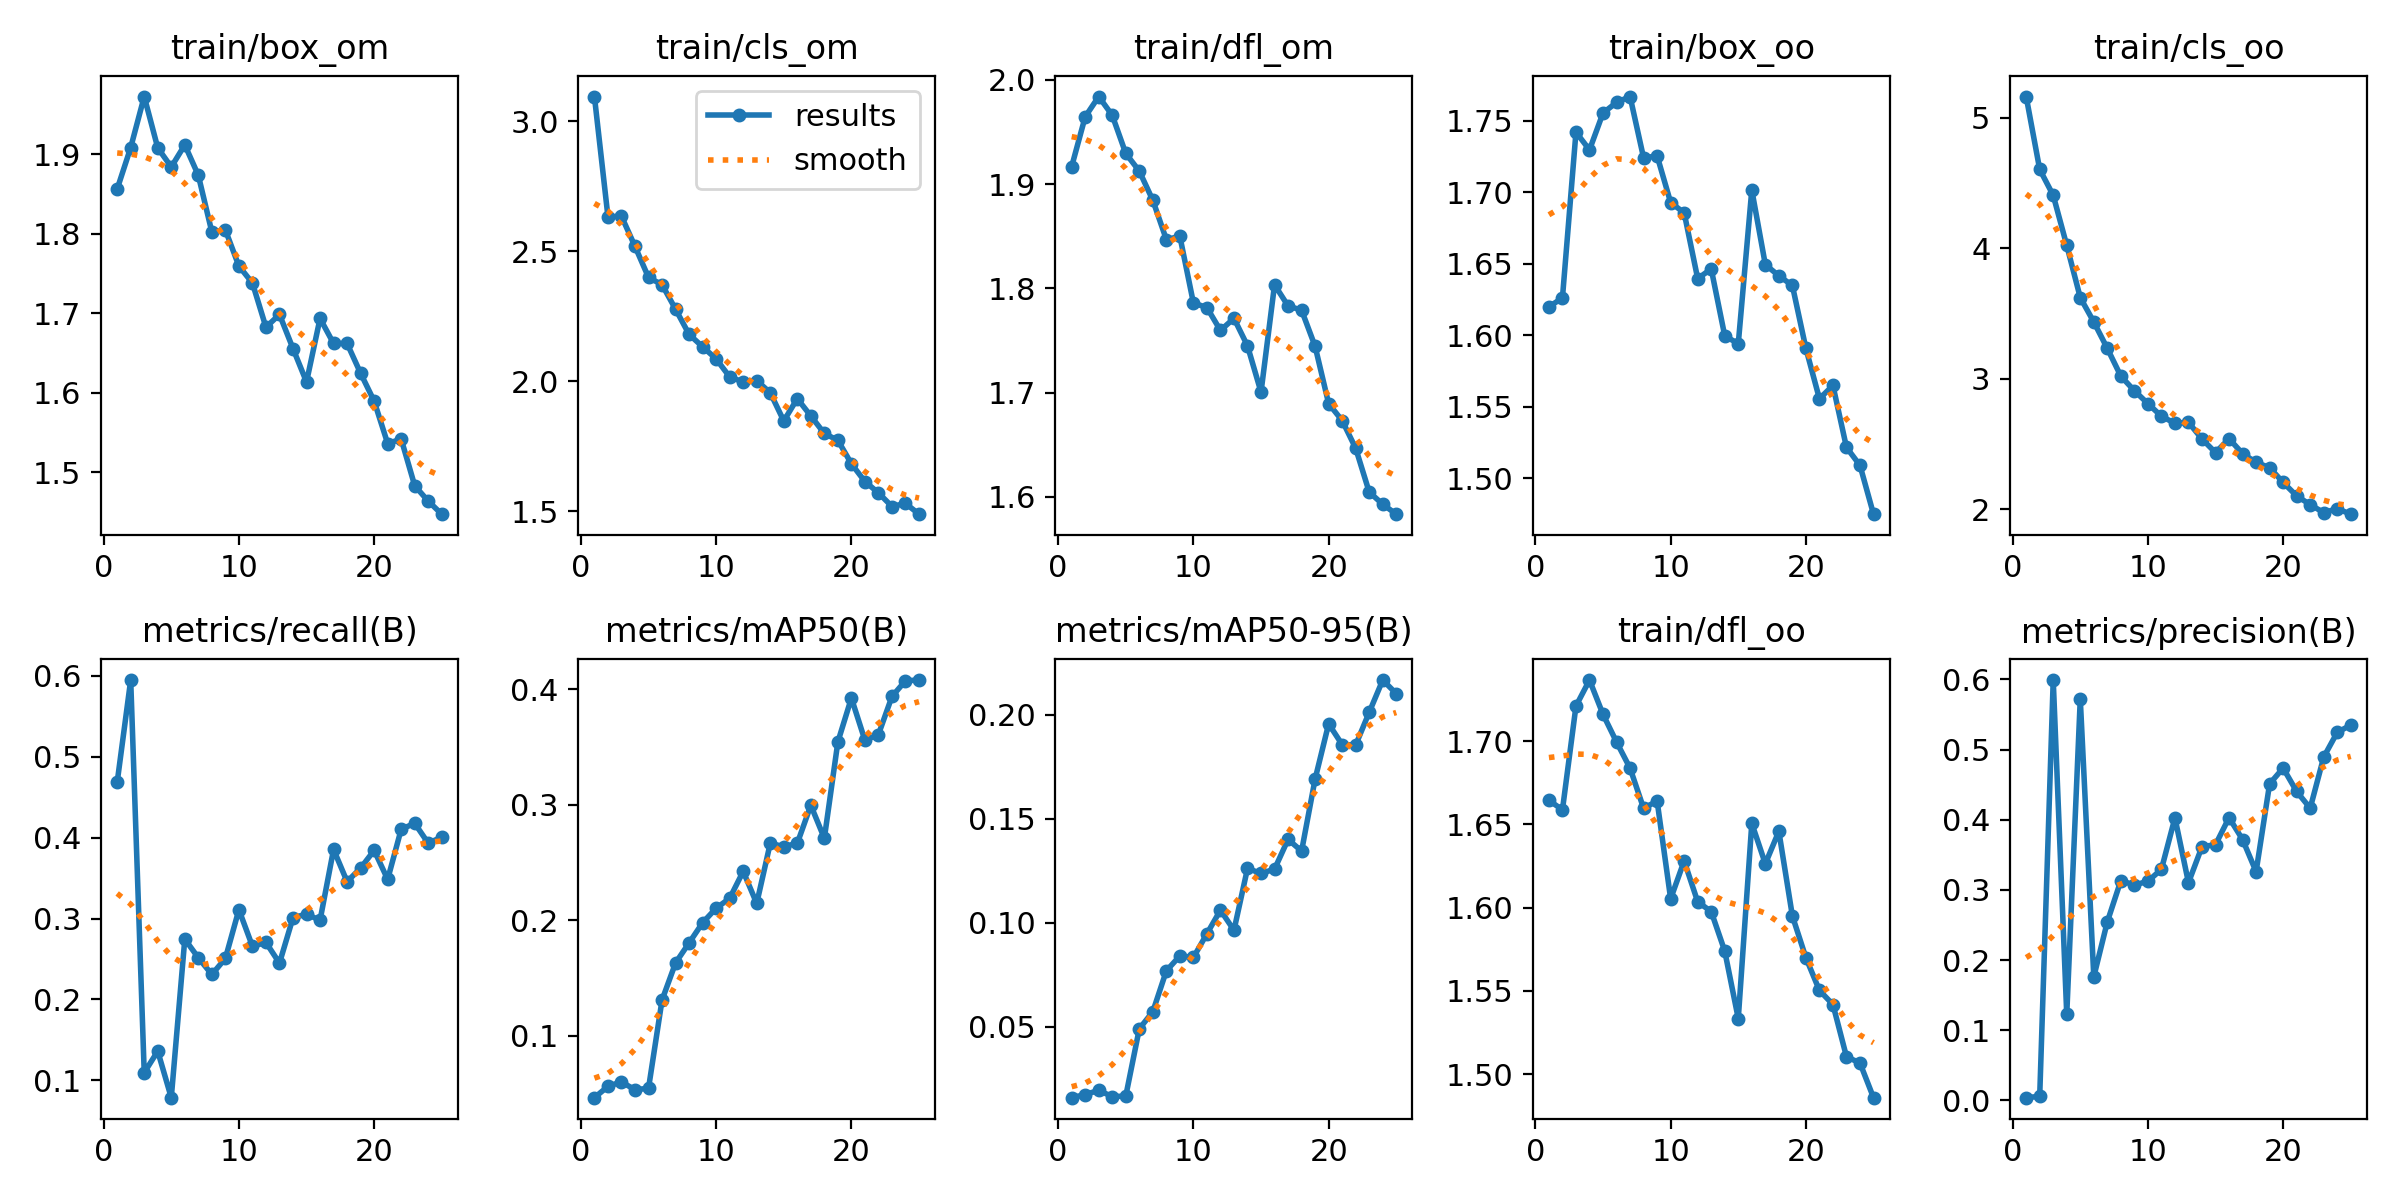 train/box_om
train/cls_om
train/dfl_om
train/box_oo
train/cls_oo
results
smooth
1.9
1.8
1.7
1.6
1.5
0 10 20
3.0
2.5
2.0
1.5
0 10 20
2.0
1.9
1.8
1.7
1.6
0 10 20
1.75
1.70
1.65
1.60
1.55
1.50
0 10 20
5
4
3
2
0 10 20
metrics/recall(B)
metrics/mAP50(B)
metrics/mAP50-95(B)
train/dfl_oo
metrics/precision(B)
0.6
0.5
0.4
0.3
0.2
0.1
0 10 20
0.4
0.3
0.2
0.1
0 10 20
0.20
0.15
0.10
0.05
0 10 20
1.70
1.65
1.60
1.55
1.50
0 10 20
0.6
0.5
0.4
0.3
0.2
0.1
0.0
0 10 20